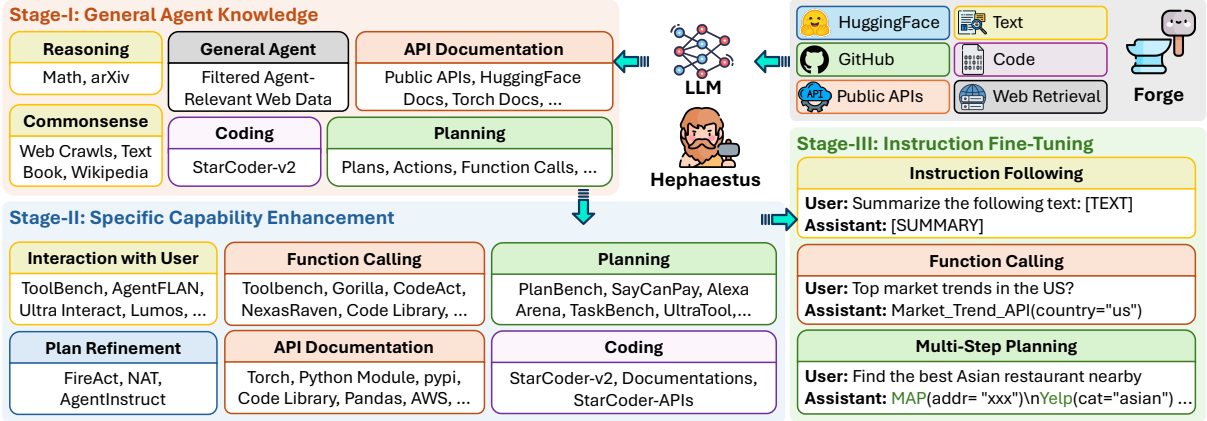 Stage-I: General Agent Knowledge
Reasoning
Math, arXiv
General Agent
Filtered Agent-
Relevant Web Data
API Documentation
Public APIs, HuggingFace
Docs, Torch Docs, ...
Commonsense
Web Crawls, Text
Book, Wikipedia
Coding
StarCoder-v2
Planning
Plans, Actions, Function Calls, ...
LLM
Hephaestus
HuggingFace
Text
GitHub
Code
API
Public APIs
Web Retrieval
Forge
Stage-II: Specific Capability Enhancement
Interaction with User
ToolBench, AgentFLAN,
Ultra Interact, Lumos, ...
Function Calling
Toolbench, Gorilla, CodeAct,
NexasRaven, Code Library, ...
Planning
PlanBench, SayCanPay, Alexa
Arena, TaskBench, UltraTool,...
Plan Refinement
FireAct, NAT,
AgentInstruct
API Documentation
Torch, Python Module, pypi,
Code Library, Pandas, AWS, ...
Coding
StarCoder-v2, Documentations,
StarCoder-APIs
Stage-III: Instruction Fine-Tuning
Instruction Following
User: Summarize the following text: [TEXT]
Assistant: [SUMMARY]
Function Calling
User: Top market trends in the US?
Assistant: Market_Trend_API(country="us")
Multi-Step Planning
User: Find the best Asian restaurant nearby
Assistant: MAP(addr= "xxx")\nYelp(cat="asian") ...